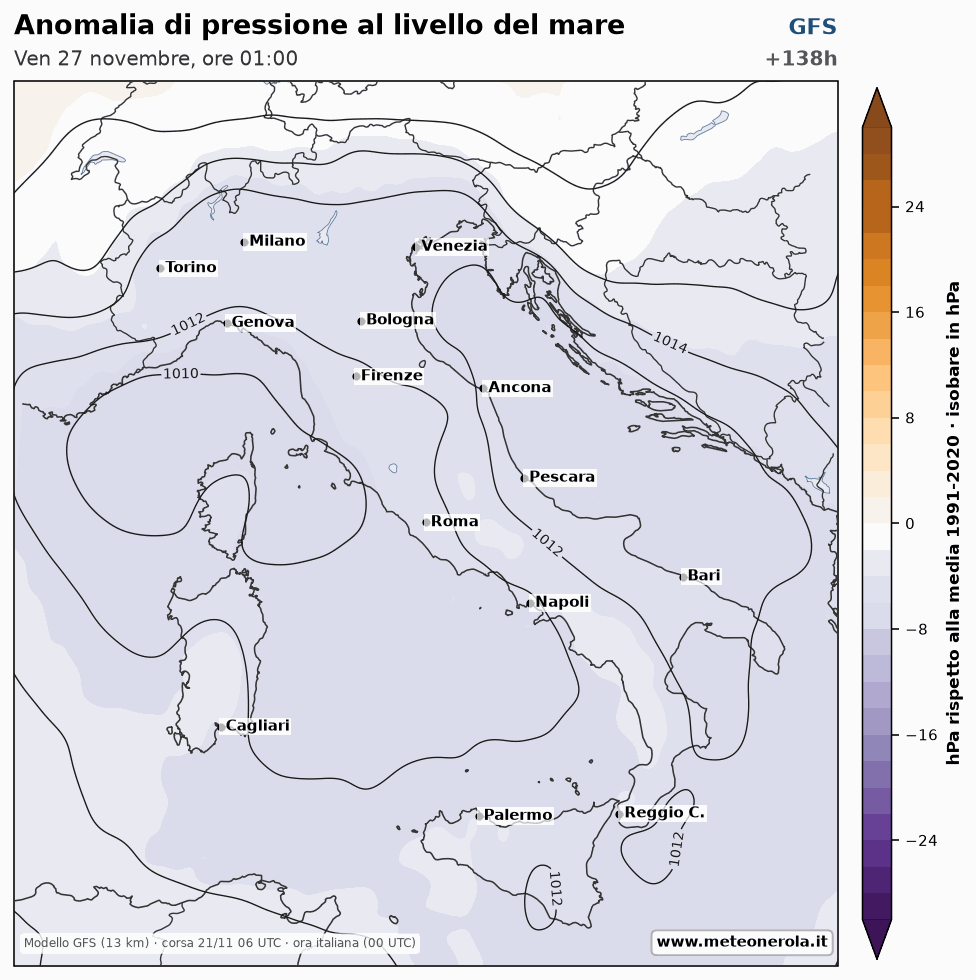 Anomalia di pressione al livello del mare
GFS
Ven 27 novembre, ore 01:00
+138h
Milano
Venezia
Torino
1012
Genova
Bologna
1014
1010
Firenze
Ancona
Pescara
Roma
1012
Bari
Napoli
Cagliari
Palermo
Reggio C.
1012
1012
24
16
8
0
−8
−16
−24
hPa rispetto alla media 1991-2020 · isobare in hPa
Modello GFS (13 km) · corsa 21/11 06 UTC · ora italiana (00 UTC)
www.meteonerola.it